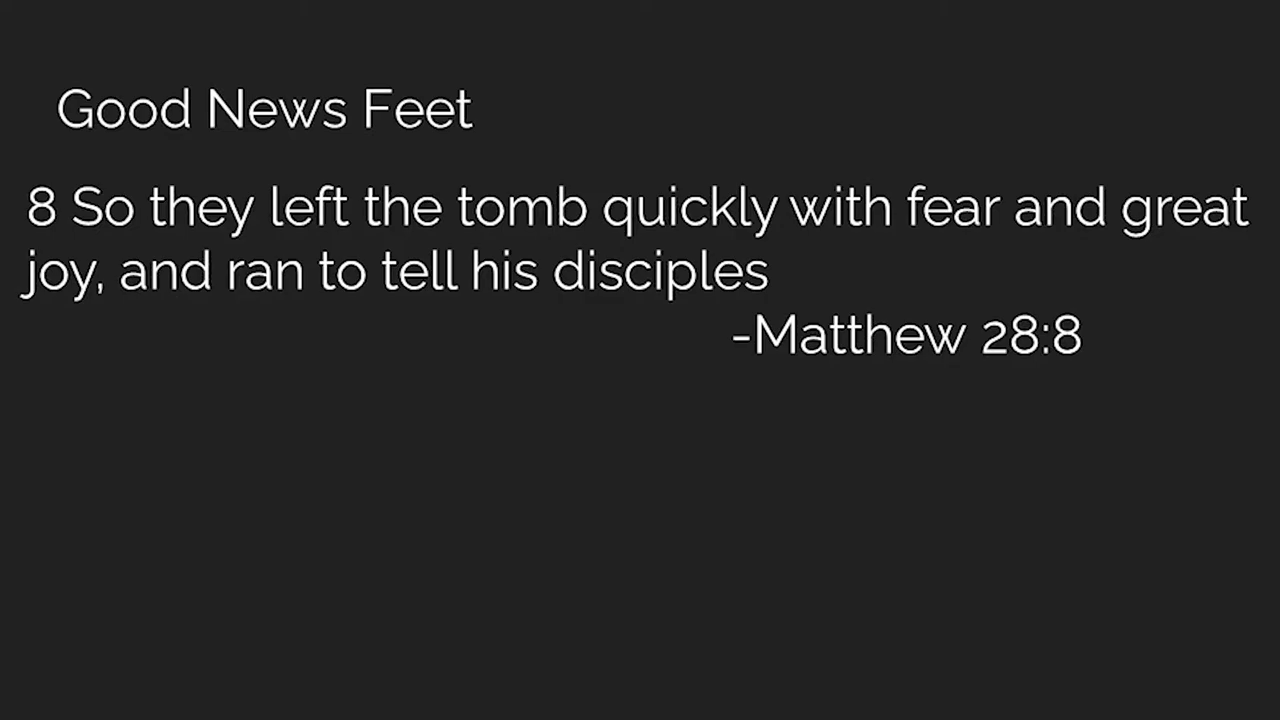 Good News Feet
8 So they left the tomb quickly with fear and great
joy, and ran to tell his disciples
-Matthew 28:8